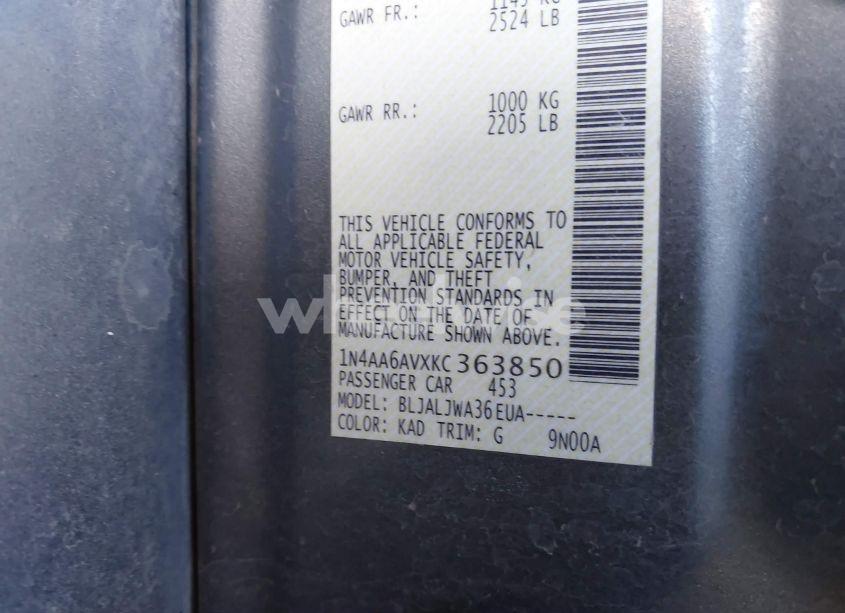 GAWR FR.: 1145 KG
2524 LB
GAWR RR.: 1000 KG
2205 LB
THIS VEHICLE CONFORMS TO
ALL APPLICABLE FEDERAL
MOTOR VEHICLE SAFETY,
BUMPER, AND THEFT
PREVENTION STANDARDS IN
EFFECT ON THE DATE OF
MANUFACTURE SHOWN ABOVE.
1N4AA6AVXKC363850
PASSENGER CAR 453
MODEL: BLJALJWA36EUA-----
COLOR: KAD TRIM: G 9N00A